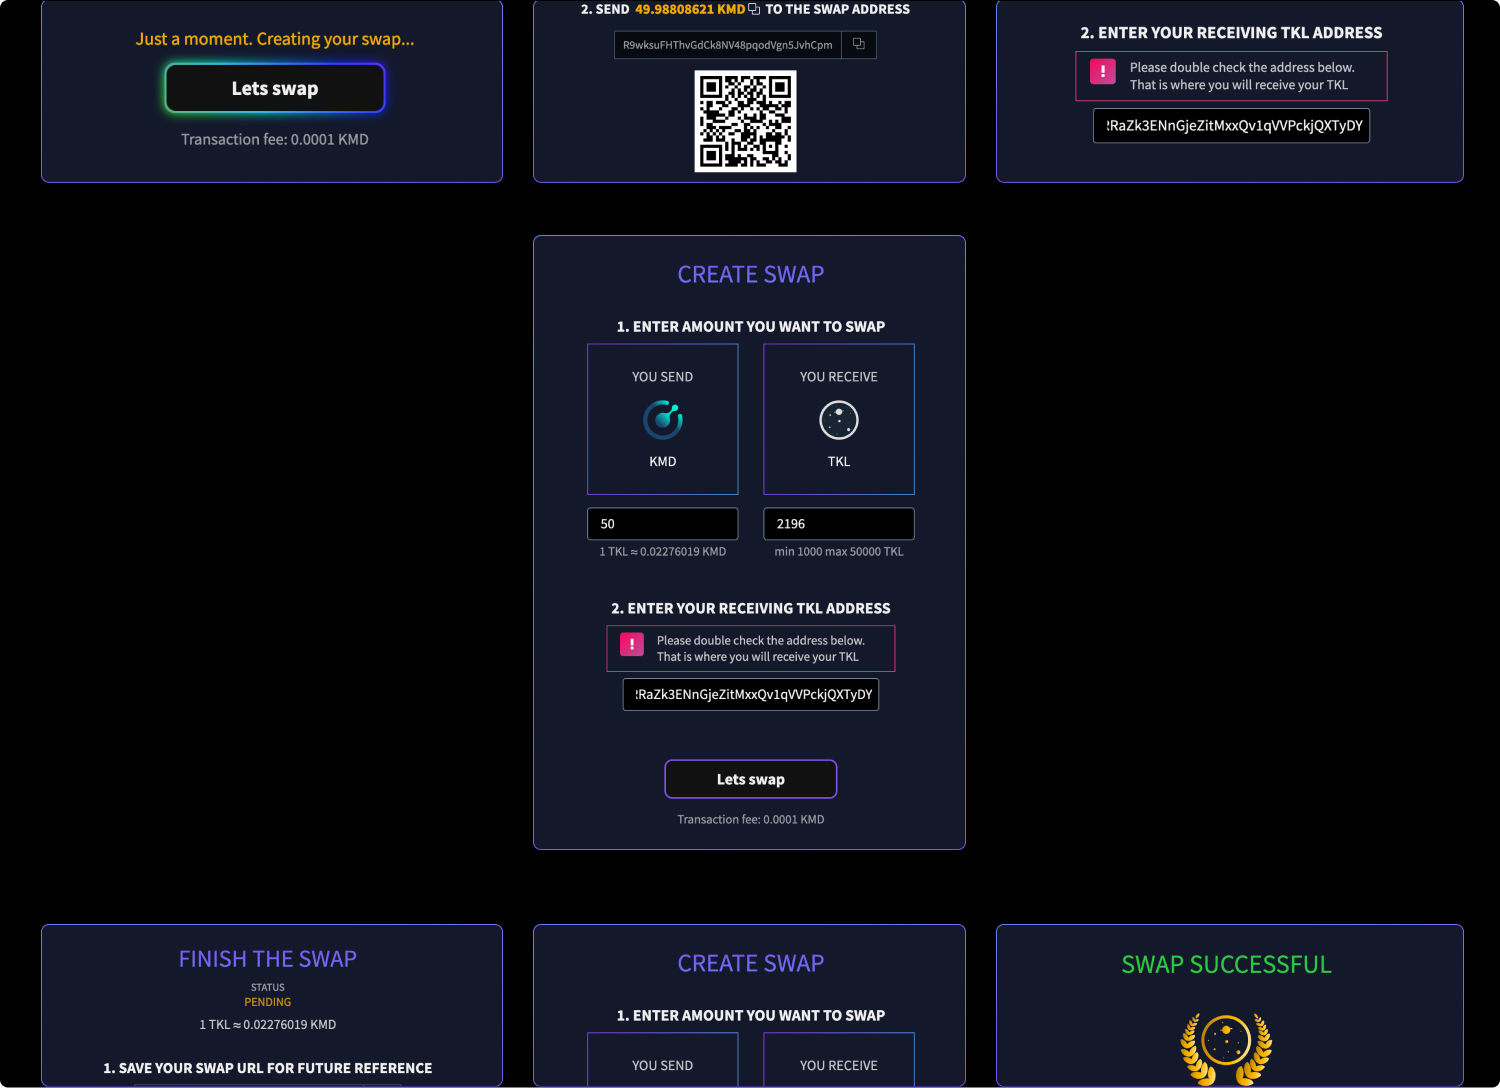 Just a moment. Creating your swap...
Lets swap
Transaction fee: 0.0001 KMD
2. SEND 49.98808621 KMD TO THE SWAP ADDRESS
R9wksuFHThvGdCk8NV48pqodVgn5JvhCpm
2. ENTER YOUR RECEIVING TKL ADDRESS
!
Please double check the address below.
That is where you will receive your TKL
RaZk3ENnGjeZitMxxQv1qVVPckjQXTyDY
CREATE SWAP
1. ENTER AMOUNT YOU WANT TO SWAP
YOU SEND
KMD
50
1 TKL ≈ 0.02276019 KMD
YOU RECEIVE
TKL
2196
min 1000 max 50000 TKL
2. ENTER YOUR RECEIVING TKL ADDRESS
!
Please double check the address below.
That is where you will receive your TKL
RaZk3ENnGjeZitMxxQv1qVVPckjQXTyDY
Lets swap
Transaction fee: 0.0001 KMD
FINISH THE SWAP
STATUS
PENDING
1 TKL ≈ 0.02276019 KMD
1. SAVE YOUR SWAP URL FOR FUTURE REFERENCE
CREATE SWAP
1. ENTER AMOUNT YOU WANT TO SWAP
YOU SEND
YOU RECEIVE
SWAP SUCCESSFUL